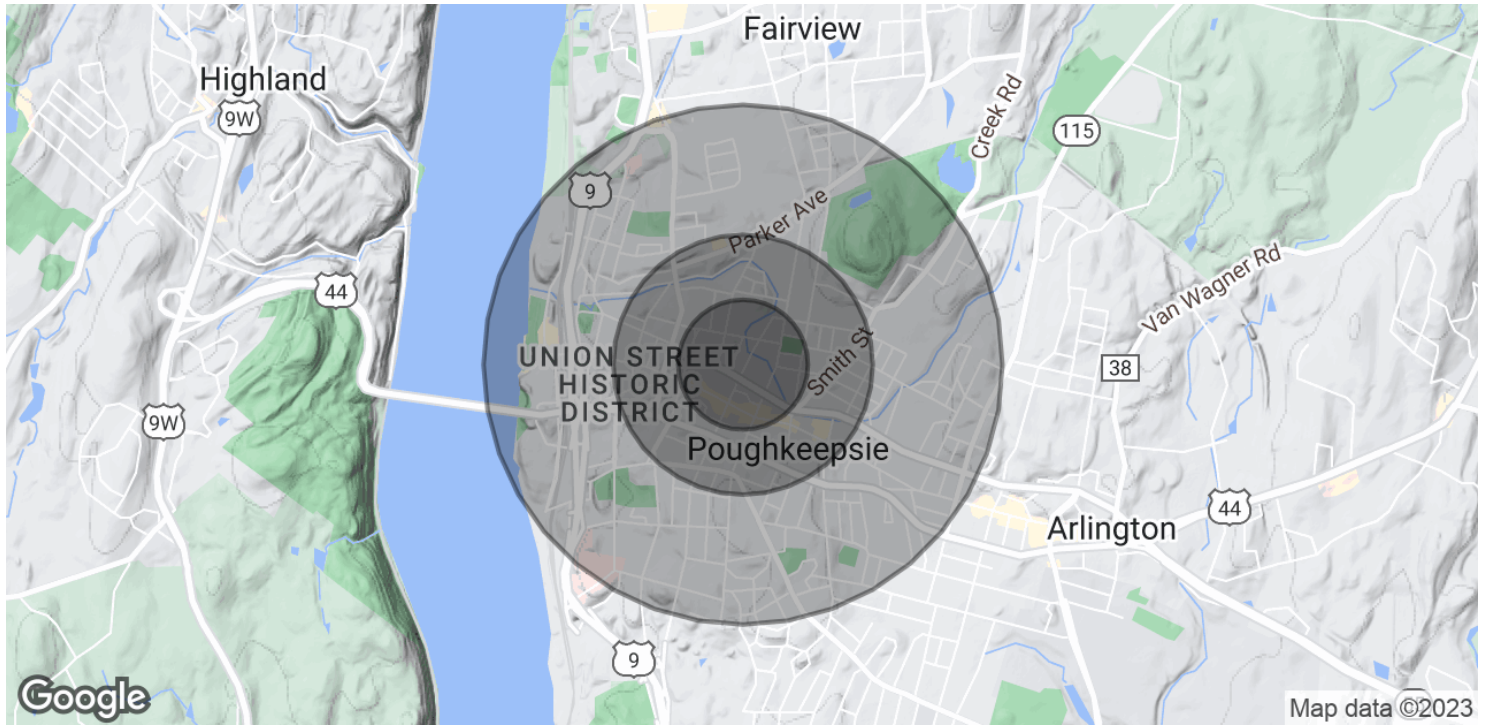 Fairview
Highland
9W
Creek Rd
115
9
Parker Ave
Van Wagner Rd
44
38
Smith St
UNION STREET
HISTORIC
DISTRICT
9W
Poughkeepsie
44
Arlington
9
Google
Map data ©2023